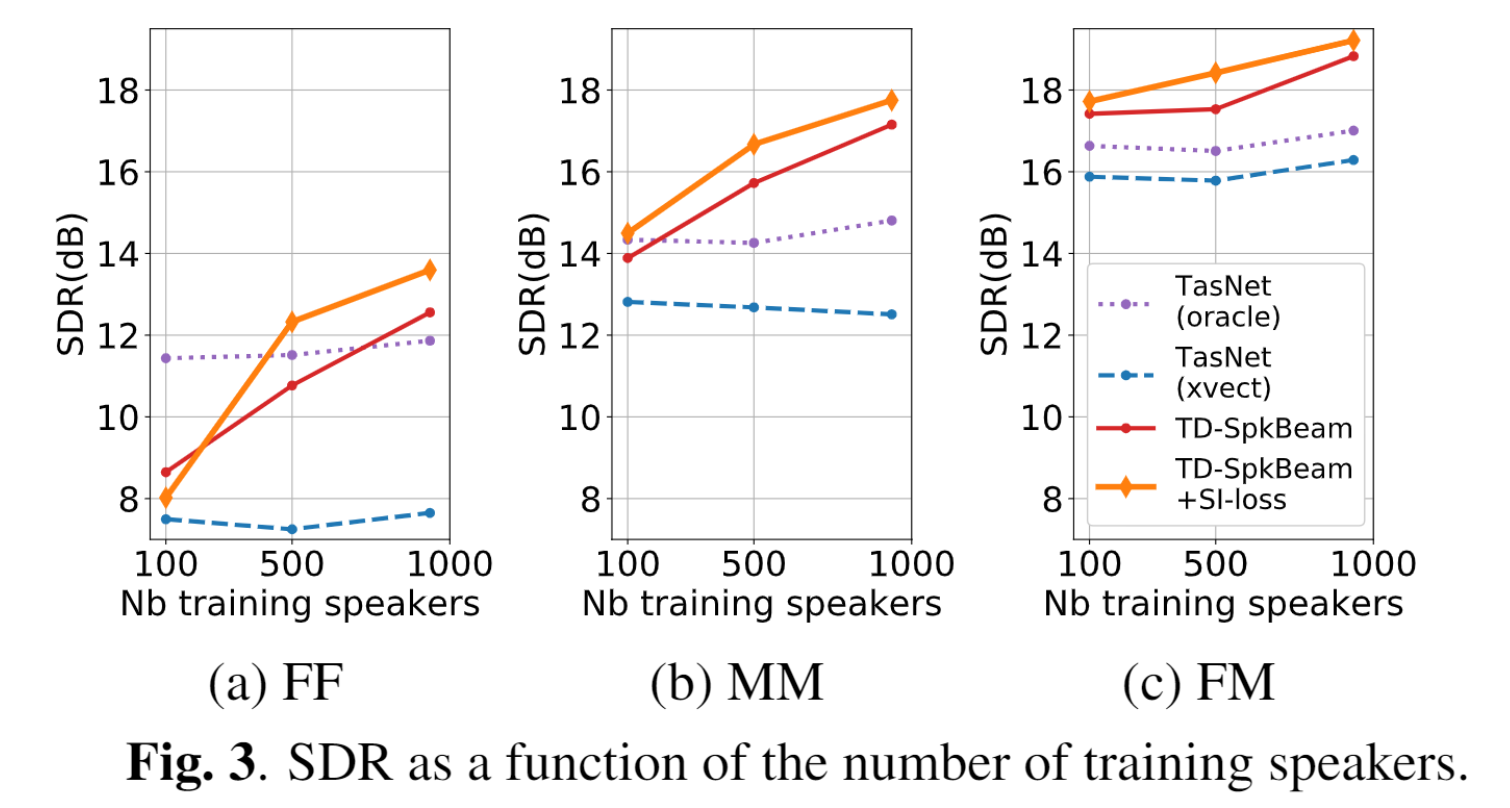 18
16
14
12
10
8
SDR(dB)
100 500 1000
Nb training speakers
(a) FF
18
16
14
12
10
8
SDR(dB)
100 500 1000
Nb training speakers
(b) MM
18
16
14
12
10
8
SDR(dB)
TasNet
(oracle)
TasNet
(xvect)
TD-SpkBeam
TD-SpkBeam
+SI-loss
100 500 1000
Nb training speakers
(c) FM
Fig. 3. SDR as a function of the number of training speakers.